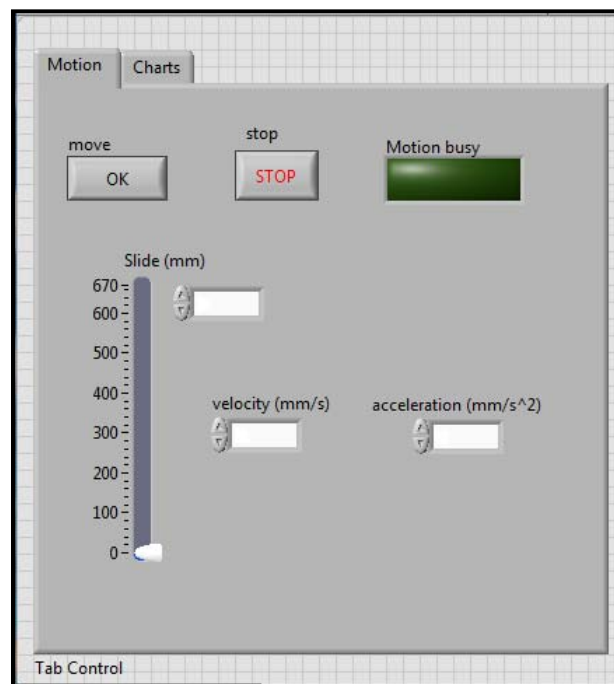 Motion
Charts
move
stop
Motion busy
OK
STOP
Slide (mm)
670
600
500
400
300
200
100
0
velocity (mm/s)
acceleration (mm/s^2)
Tab Control